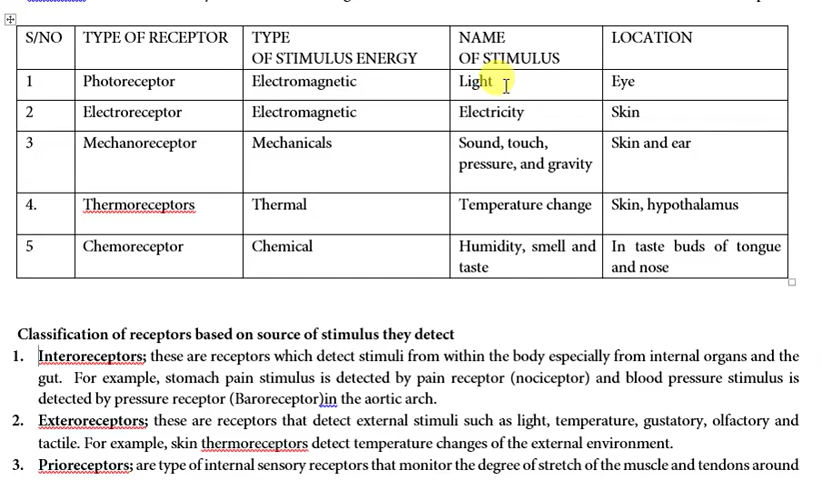 S/NO TYPE OF RECEPTOR TYPE NAME LOCATION
OF STIMULUS ENERGY OF STIMULUS
1 Photoreceptor Electromagnetic Light Eye
2 Electroreceptor Electromagnetic Electricity Skin
3 Mechanoreceptor Mechanicals Sound, touch, Skin and ear
pressure, and gravity
4. Thermoreceptors Thermal Temperature change Skin, hypothalamus
5 Chemoreceptor Chemical Humidity, smell and In taste buds of tongue
taste and nose
Classification of receptors based on source of stimulus they detect
1. Interoreceptors; these are receptors which detect stimuli from within the body especially from internal organs and the
gut. For example, stomach pain stimulus is detected by pain receptor (nociceptor) and blood pressure stimulus is
detected by pressure receptor (Baroreceptor)in the aortic arch.
2. Exteroreceptors; these are receptors that detect external stimuli such as light, temperature, gustatory, olfactory and
tactile. For example, skin thermoreceptors detect temperature changes of the external environment.
3. Prioreceptors; are type of internal sensory receptors that monitor the degree of stretch of the muscle and tendons around